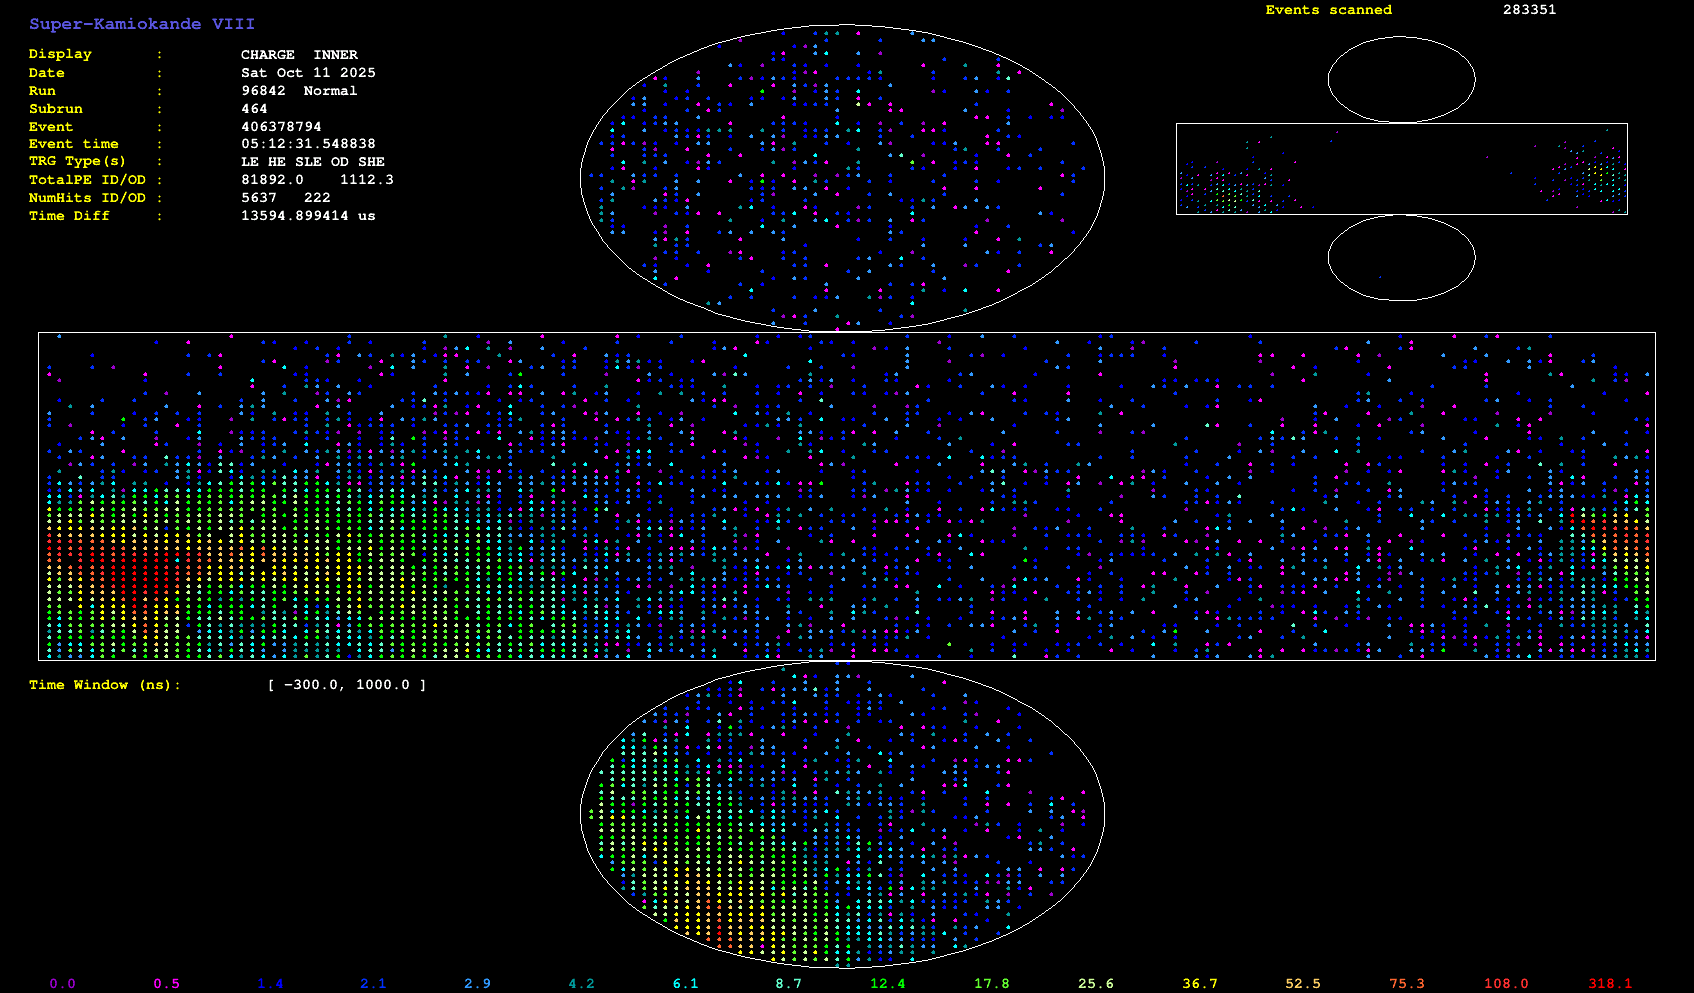 Super-Kamiokande VIII
Events scanned 283351
Display : CHARGE INNER
Date : Sat Oct 11 2025
Run : 96842 Normal
Subrun : 464
Event : 406378794
Event time : 05:12:31.548838
TRG Type(s) : LE HE SLE OD SHE
TotalPE ID/OD : 81892.0 1112.3
NumHits ID/OD : 5637 222
Time Diff : 13594.899414 us
Time Window (ns): [ -300.0, 1000.0 ]
0.0 0.5 1.4 2.1 2.9 4.2 6.1 8.7 12.4 17.8 25.6 36.7 52.5 75.3 108.0 318.1